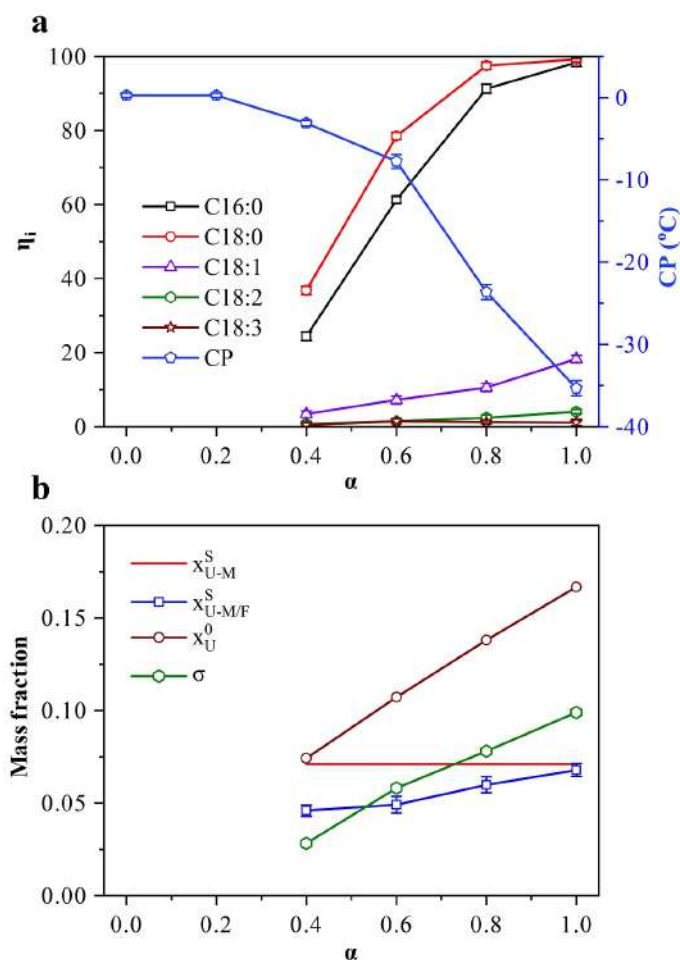 a
100
80
60
40
20
0
ηi
C16:0
C18:0
C18:1
C18:2
C18:3
CP
0
-10
-20
-30
-40
CP (°C)
0.0 0.2 0.4 0.6 0.8 1.0
α
b
0.20
0.15
0.10
0.05
0.00
Mass fraction
x^S_U-M
x^S_U-M/F
x^0_U
σ
0.0 0.2 0.4 0.6 0.8 1.0
α